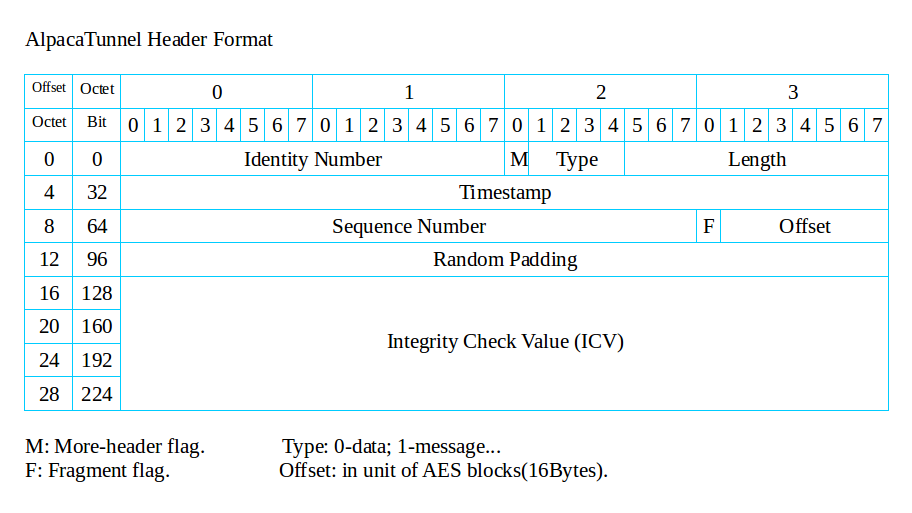 AlpacaTunnel Header Format
Offset Octet 0 1 2 3
Octet Bit 0 1 2 3 4 5 6 7 0 1 2 3 4 5 6 7 0 1 2 3 4 5 6 7 0 1 2 3 4 5 6 7
0 0 Identity Number M Type Length
4 32 Timestamp
8 64 Sequence Number F Offset
12 96 Random Padding
16 128
20 160
Integrity Check Value (ICV)
24 192
28 224
M: More-header flag. Type: 0-data; 1-message...
F: Fragment flag. Offset: in unit of AES blocks(16Bytes).